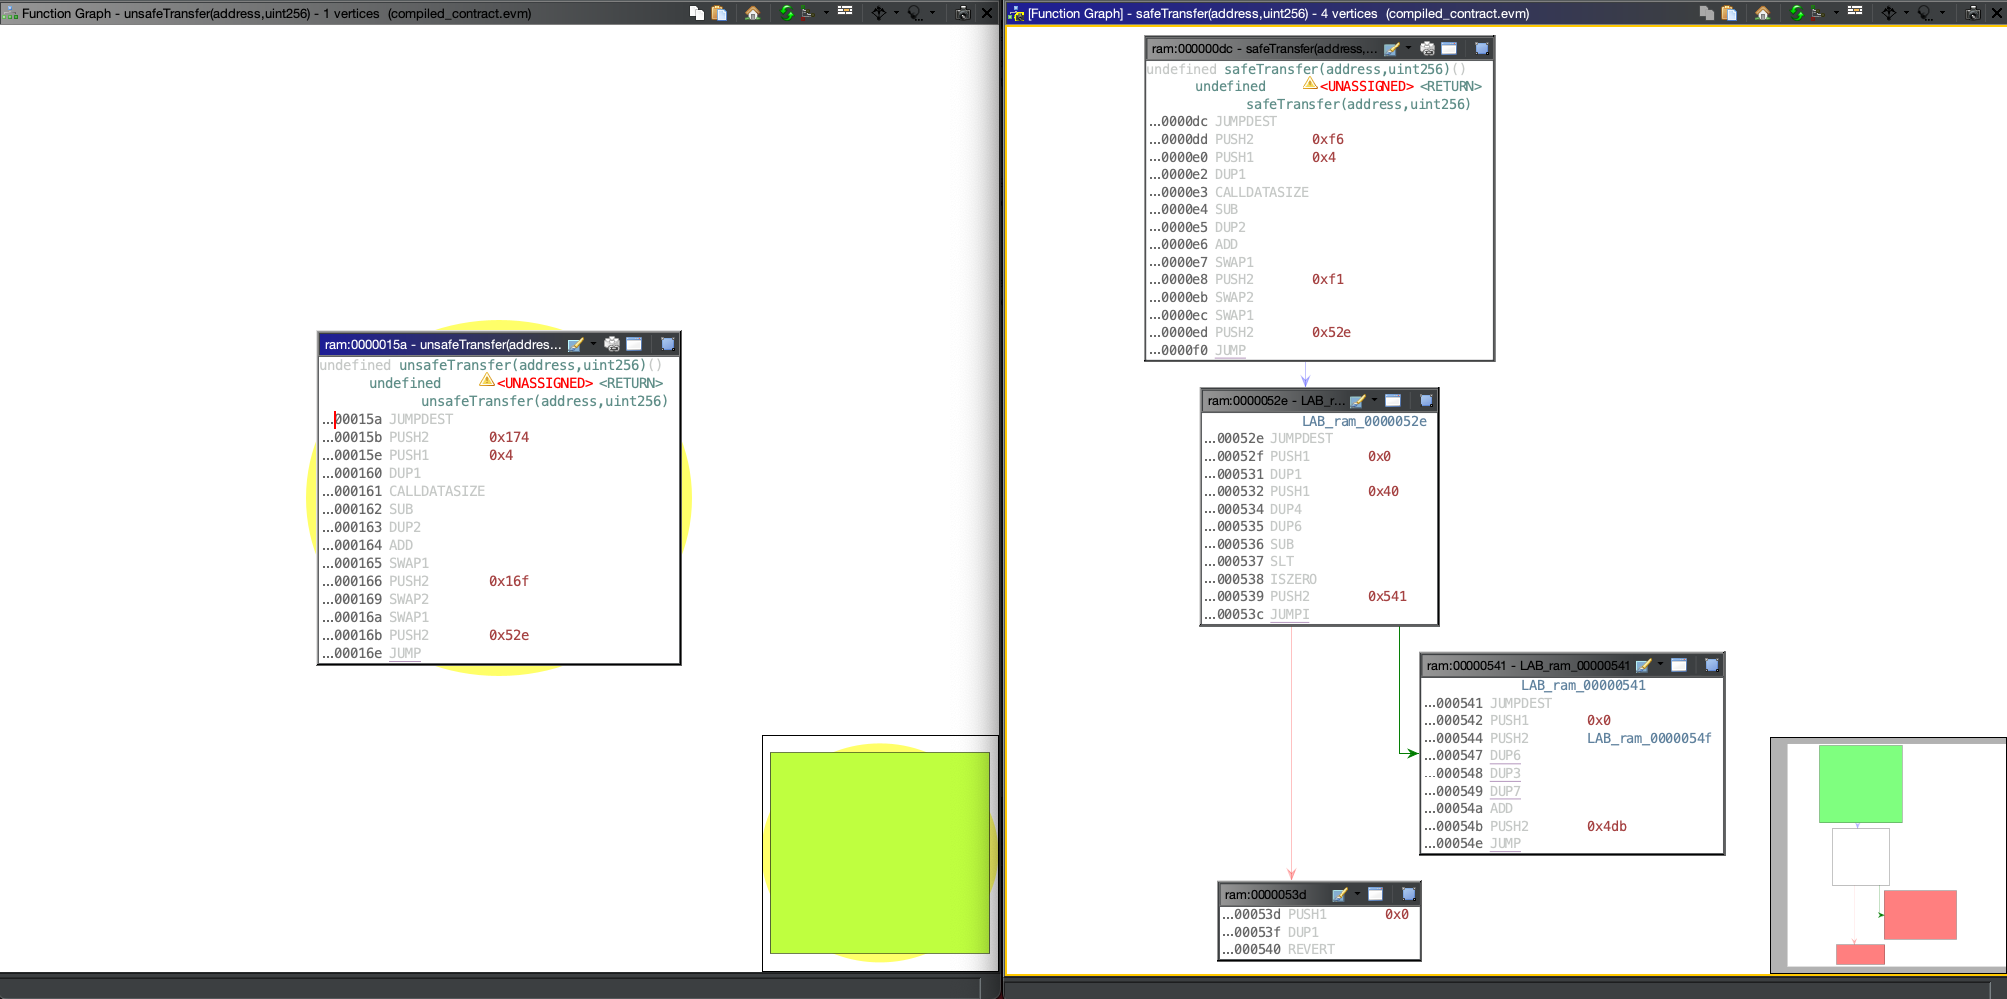 Function Graph - unsafeTransfer(address,uint256) - 1 vertices (compiled_contract.evm)
ram:0000015a - unsafeTransfer(addres...
undefined unsafeTransfer(address,uint256)()
undefined <UNASSIGNED> <RETURN>
unsafeTransfer(address,uint256)
...00015a JUMPDEST
...00015b PUSH2 0x174
...00015e PUSH1 0x4
...000160 DUP1
...000161 CALLDATASIZE
...000162 SUB
...000163 DUP2
...000164 ADD
...000165 SWAP1
...000166 PUSH2 0x16f
...000169 SWAP2
...00016a SWAP1
...00016b PUSH2 0x52e
...00016e JUMP
[Function Graph] - safeTransfer(address,uint256) - 4 vertices (compiled_contract.evm)
ram:000000dc - safeTransfer(address,...
undefined safeTransfer(address,uint256)()
undefined <UNASSIGNED> <RETURN>
safeTransfer(address,uint256)
...0000dc JUMPDEST
...0000dd PUSH2 0xf6
...0000e0 PUSH1 0x4
...0000e2 DUP1
...0000e3 CALLDATASIZE
...0000e4 SUB
...0000e5 DUP2
...0000e6 ADD
...0000e7 SWAP1
...0000e8 PUSH2 0xf1
...0000eb SWAP2
...0000ec SWAP1
...0000ed PUSH2 0x52e
...0000f0 JUMP
ram:0000052e - LAB_r...
LAB_ram_0000052e
...00052e JUMPDEST
...00052f PUSH1 0x0
...000531 DUP1
...000532 PUSH1 0x40
...000534 DUP4
...000535 DUP6
...000536 SUB
...000537 SLT
...000538 ISZERO
...000539 PUSH2 0x541
...00053c JUMPI
ram:00000541 - LAB_ram_00000541
LAB_ram_00000541
...000541 JUMPDEST
...000542 PUSH1 0x0
...000544 PUSH2 LAB_ram_0000054f
...000547 DUP6
...000548 DUP3
...000549 DUP7
...00054a ADD
...00054b PUSH2 0x4db
...00054e JUMP
ram:0000053d
...00053d PUSH1 0x0
...00053f DUP1
...000540 REVERT